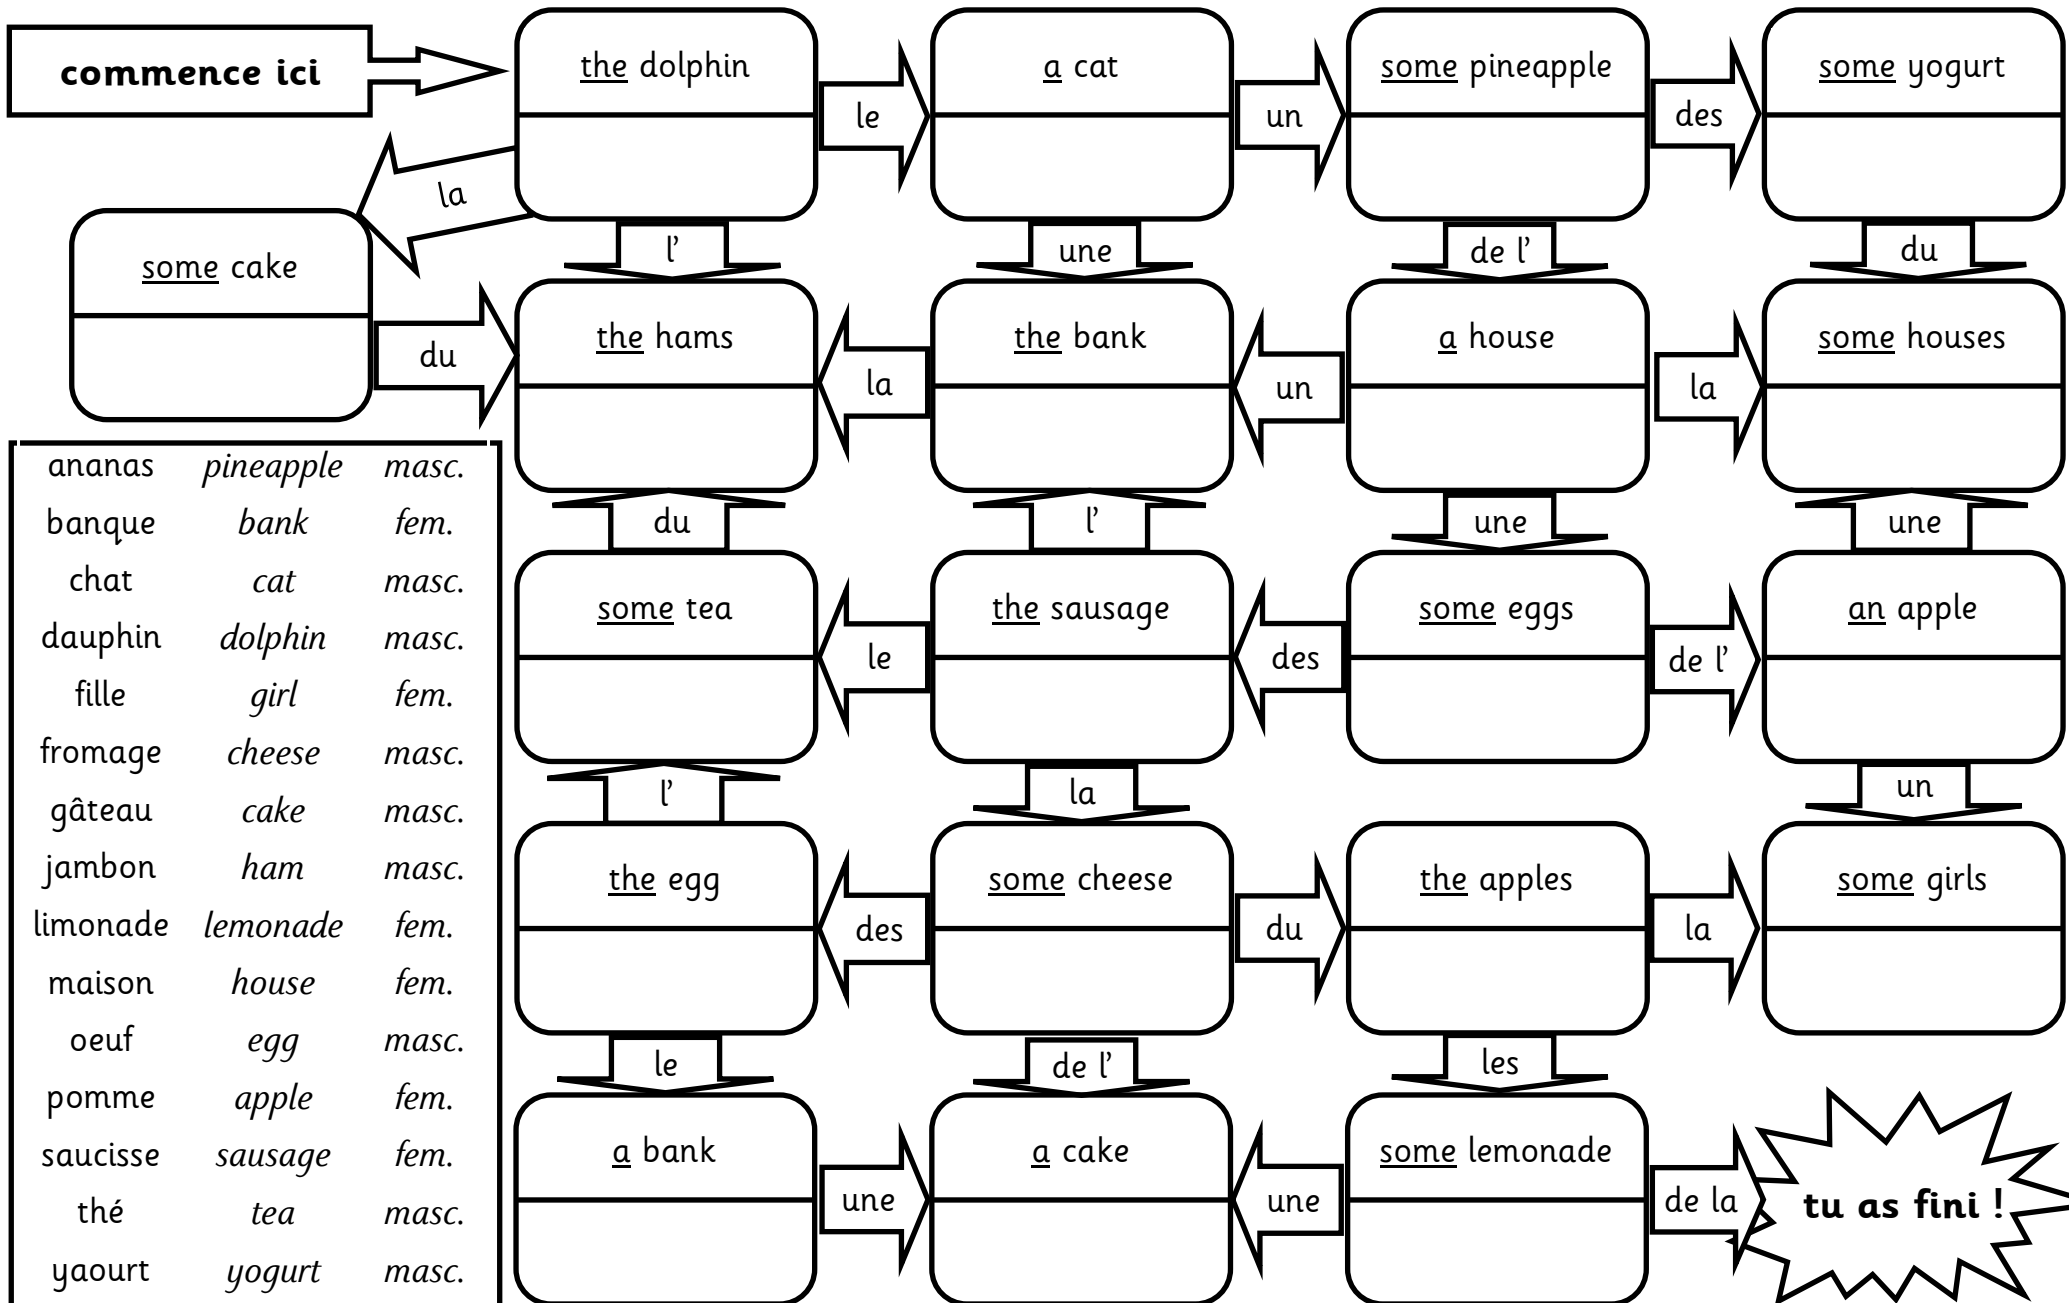 commence ici
the dolphin
le
a cat
un
some pineapple
des
some yogurt
la
l'
une
de l'
du
some cake
du
the hams
la
the bank
un
a house
la
some houses
du
l'
une
une
some tea
le
the sausage
des
some eggs
de l'
an apple
l'
la
un
the egg
des
some cheese
du
the apples
la
some girls
le
de l'
les
a bank
une
a cake
une
some lemonade
de la
tu as fini !
ananas pineapple masc.
banque bank fem.
chat cat masc.
dauphin dolphin masc.
fille girl fem.
fromage cheese masc.
gâteau cake masc.
jambon ham masc.
limonade lemonade fem.
maison house fem.
oeuf egg masc.
pomme apple fem.
saucisse sausage fem.
thé tea masc.
yaourt yogurt masc.